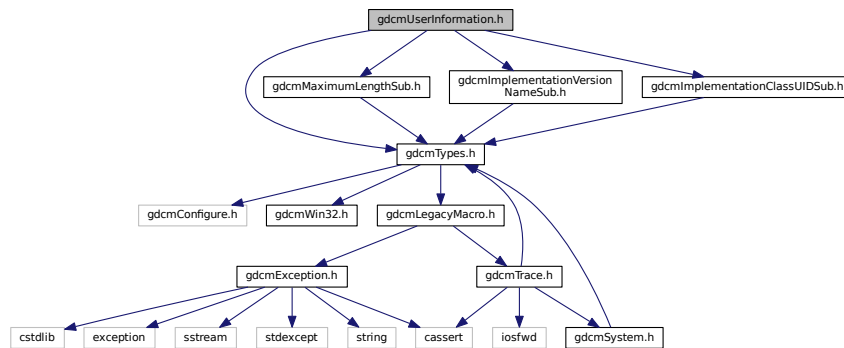 gdcmUserInformation.h
gdcmMaximumLengthSub.h
gdcmImplementationVersion
NameSub.h
gdcmImplementationClassUIDSub.h
gdcmTypes.h
gdcmConfigure.h
gdcmWin32.h
gdcmLegacyMacro.h
gdcmException.h
gdcmTrace.h
cstdlib
exception
sstream
stdexcept
string
cassert
iosfwd
gdcmSystem.h